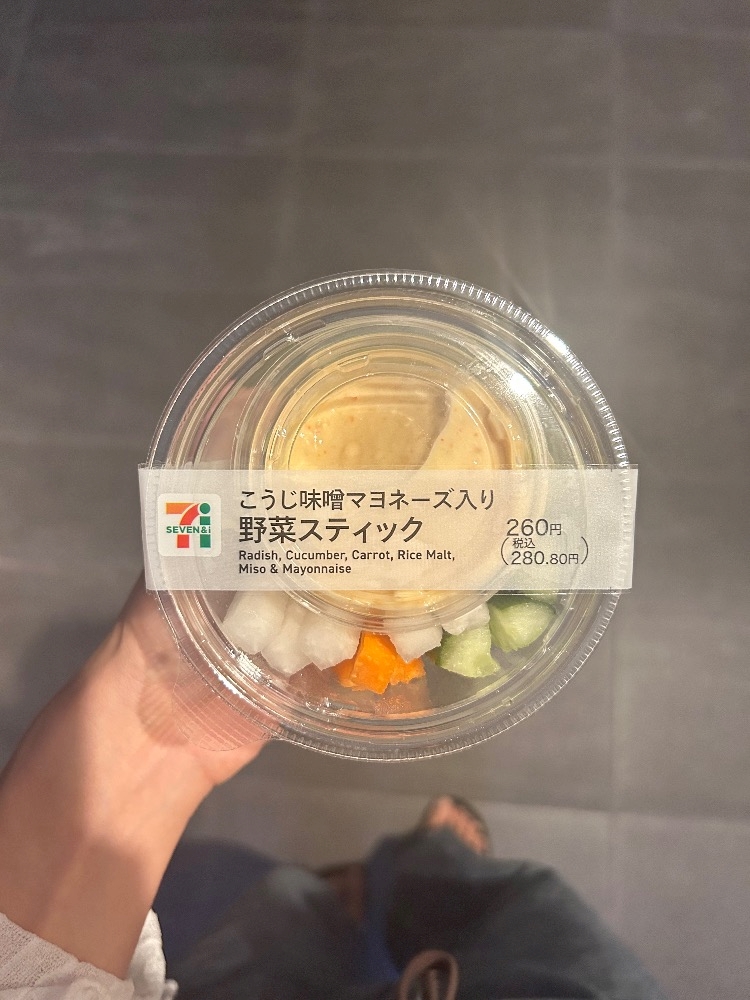 SEVEN&i
こうじ味噌マヨネーズ入り
野菜スティック
Radish, Cucumber, Carrot, Rice Malt,
Miso & Mayonnaise
260円
(税込
280.80円)